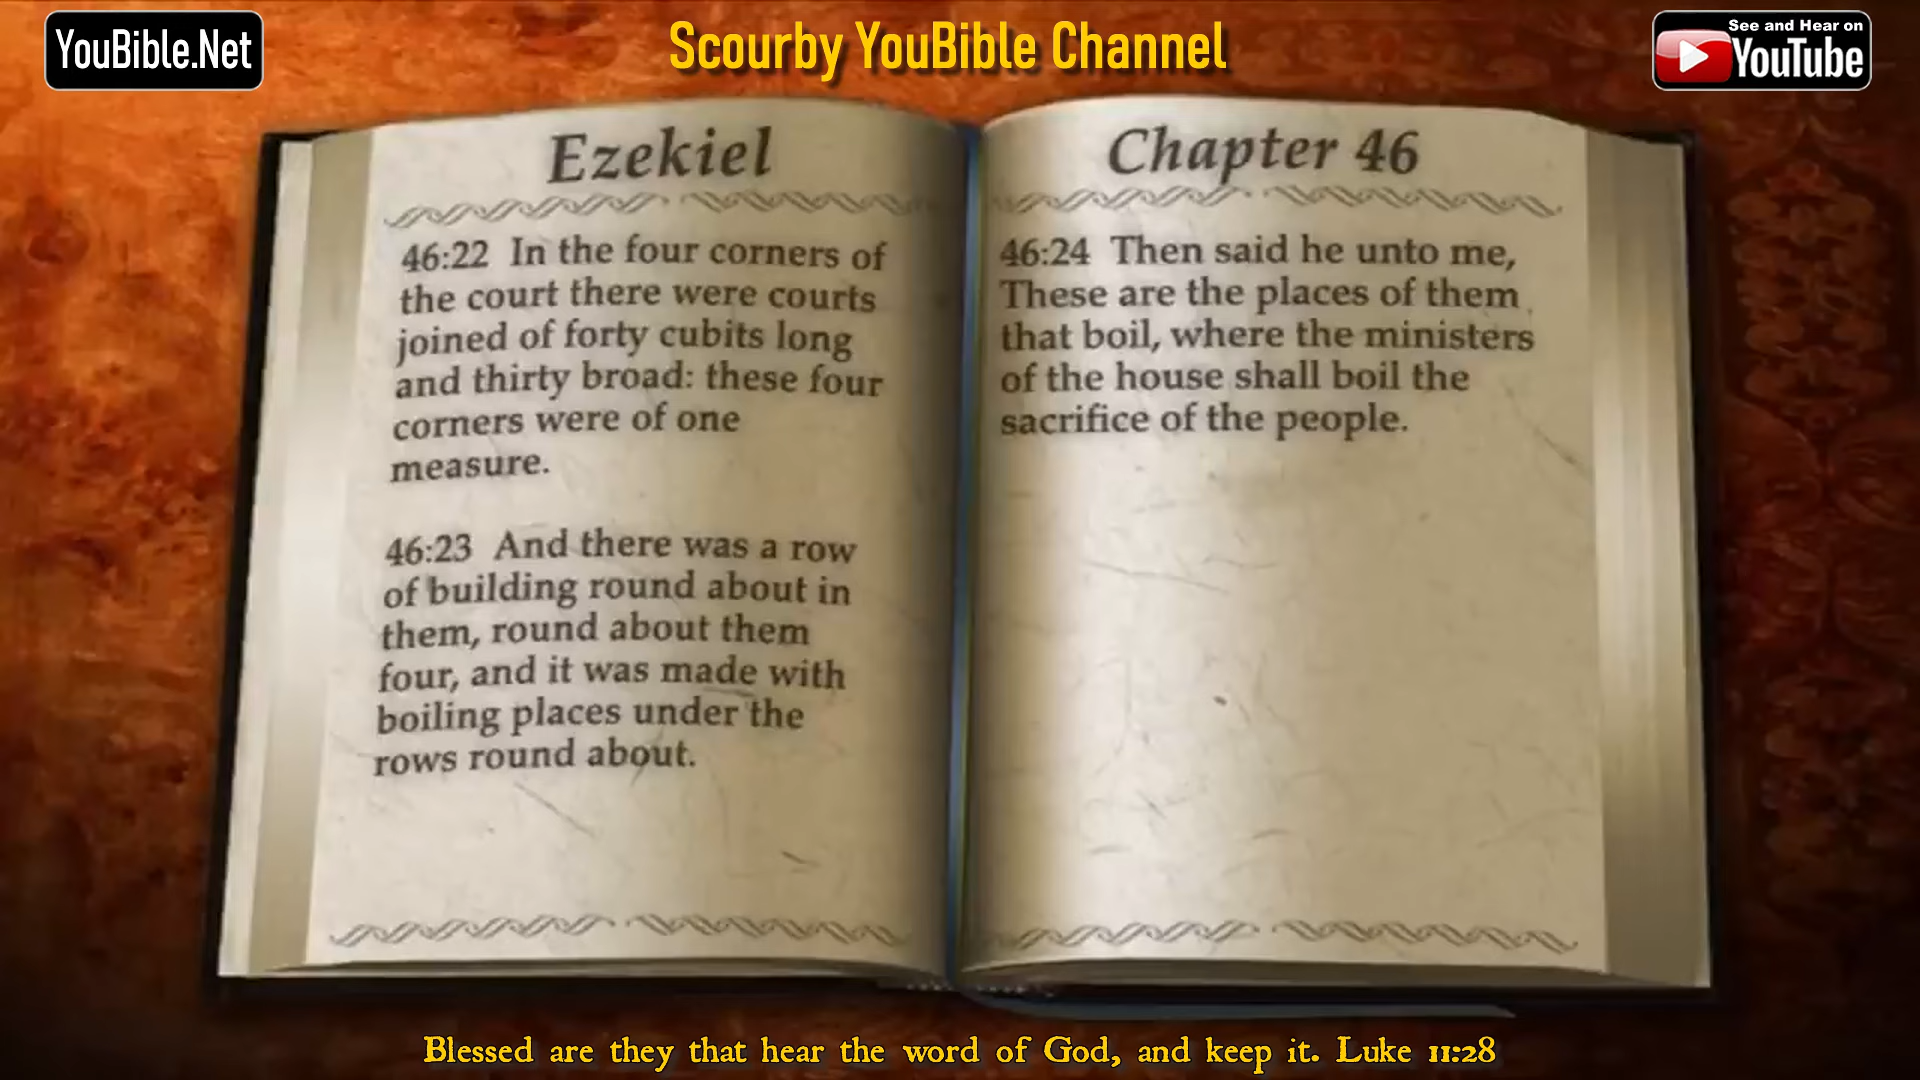 YouBible.Net
Scourby YouBible Channel
See and Hear on
YouTube
Ezekiel
46:22 In the four corners of
the court there were courts
joined of forty cubits long
and thirty broad: these four
corners were of one
measure.
46:23 And there was a row
of building round about in
them, round about them
four, and it was made with
boiling places under the
rows round about.
Chapter 46
46:24 Then said he unto me,
These are the places of them
that boil, where the ministers
of the house shall boil the
sacrifice of the people.
Blessed are they that hear the word of God, and keep it. Luke 11:28